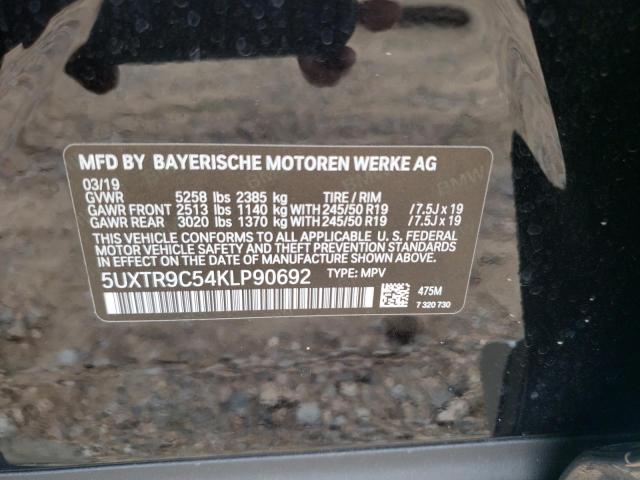 MFD BY BAYERISCHE MOTOREN WERKE AG
03/19
GVWR 5258 lbs 2385 kg TIRE / RIM
GAWR FRONT 2513 lbs 1140 kg WITH 245/50 R19 / 7.5J x 19
GAWR REAR 3020 lbs 1370 kg WITH 245/50 R19 / 7.5J x 19
THIS VEHICLE CONFORMS TO ALL APPLICABLE U. S. FEDERAL
MOTOR VEHICLE SAFETY AND THEFT PREVENTION STANDARDS
IN EFFECT ON THE DATE OF MANUFACTURE SHOWN ABOVE.
5UXTR9C54KLP90692 TYPE: MPV
475M
7 320 730